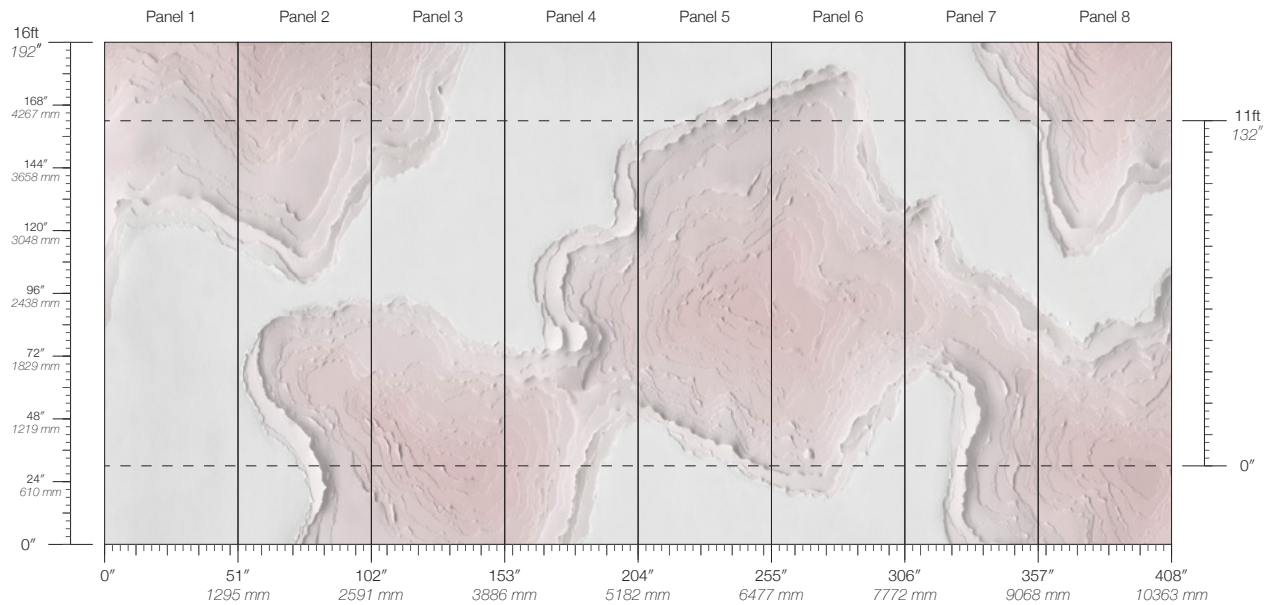 Panel 1 Panel 2 Panel 3 Panel 4 Panel 5 Panel 6 Panel 7 Panel 8
16ft
192″
168″
4267 mm
11ft
132″
144″
3658 mm
120″
3048 mm
96″
2438 mm
72″
1829 mm
48″
1219 mm
24″
610 mm
0″
0″
0″ 51″ 102″ 153″ 204″ 255″ 306″ 357″ 408″
1295 mm 2591 mm 3886 mm 5182 mm 6477 mm 7772 mm 9068 mm 10363 mm